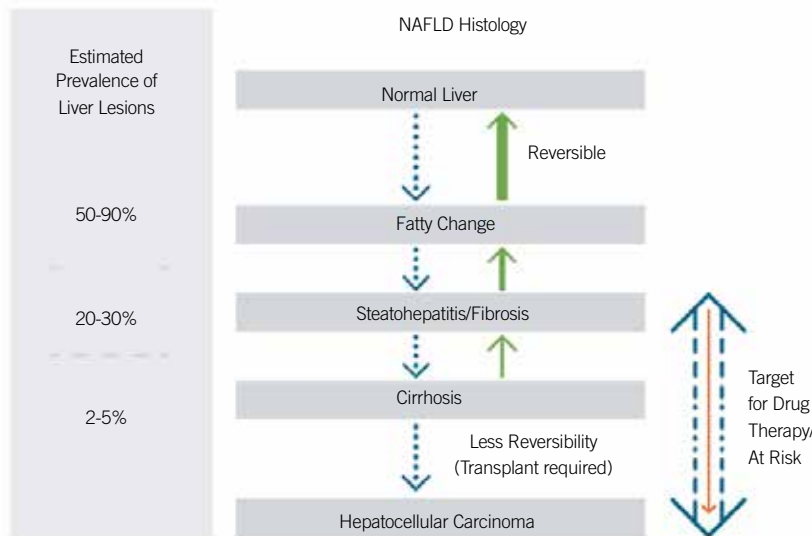 NAFLD Histology
Estimated
Prevalence of
Liver Lesions
Normal Liver
Reversible
50-90%
Fatty Change
20-30%
Steatohepatitis/Fibrosis
2-5%
Cirrhosis
Less Reversibility
(Transplant required)
Target
for Drug
Therapy/
At Risk
Hepatocellular Carcinoma